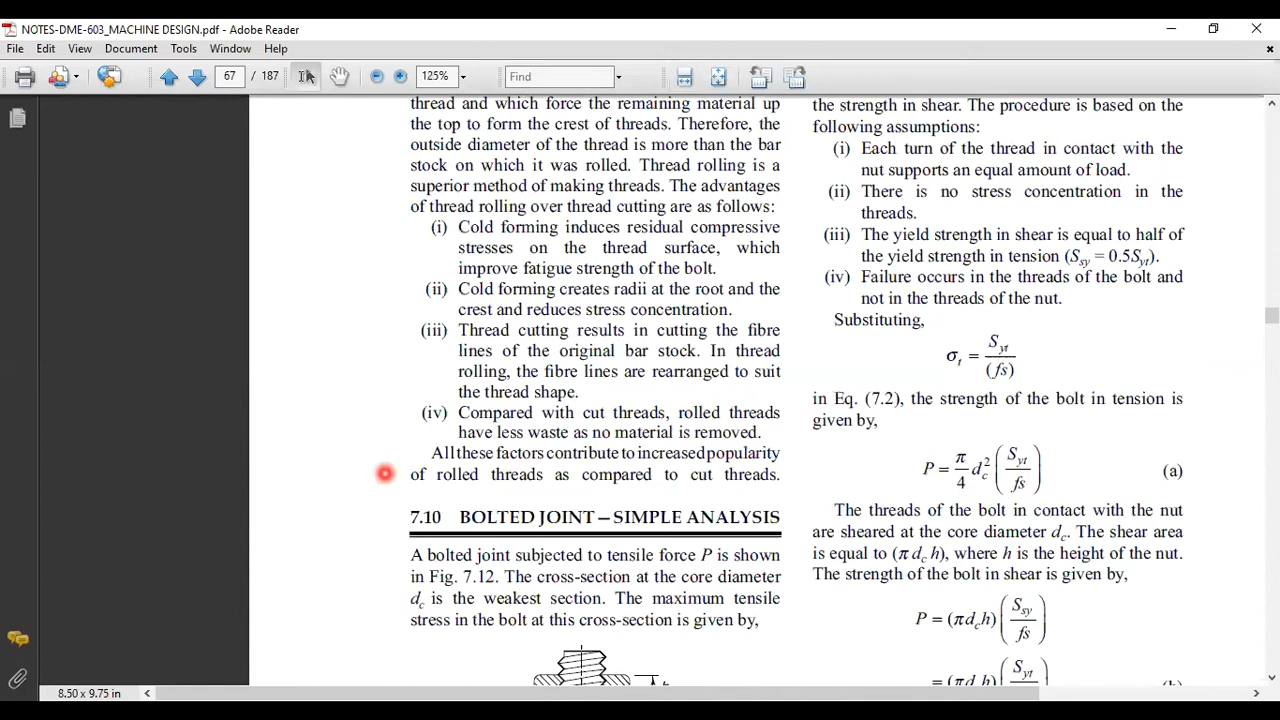 NOTES-DME-603_MACHINE DESIGN.pdf - Adobe Reader
File Edit View Document Tools Window Help
67 / 187 125% Find
thread and which force the remaining material up
the top to form the crest of threads. Therefore, the
outside diameter of the thread is more than the bar
stock on which it was rolled. Thread rolling is a
superior method of making threads. The advantages
of thread rolling over thread cutting are as follows:
(i) Cold forming induces residual compressive
stresses on the thread surface, which
improve fatigue strength of the bolt.
(ii) Cold forming creates radii at the root and the
crest and reduces stress concentration.
(iii) Thread cutting results in cutting the fibre
lines of the original bar stock. In thread
rolling, the fibre lines are rearranged to suit
the thread shape.
(iv) Compared with cut threads, rolled threads
have less waste as no material is removed.
All these factors contribute to increased popularity
of rolled threads as compared to cut threads.
7.10 BOLTED JOINT—SIMPLE ANALYSIS
A bolted joint subjected to tensile force P is shown
in Fig. 7.12. The cross-section at the core diameter
d_c is the weakest section. The maximum tensile
stress in the bolt at this cross-section is given by,
the strength in shear. The procedure is based on the
following assumptions:
(i) Each turn of the thread in contact with the
nut supports an equal amount of load.
(ii) There is no stress concentration in the
threads.
(iii) The yield strength in shear is equal to half of
the yield strength in tension (S_sy = 0.5S_yt).
(iv) Failure occurs in the threads of the bolt and
not in the threads of the nut.
Substituting,
σ_t = S_yt / (fs)
in Eq. (7.2), the strength of the bolt in tension is
given by,
P = π/4 d_c² (S_yt / fs) (a)
The threads of the bolt in contact with the nut
are sheared at the core diameter d_c. The shear area
is equal to (π d_c h), where h is the height of the nut.
The strength of the bolt in shear is given by,
P = (πd_c h) (S_sy / fs)
= (πd_c h) (S_yt
8.50 x 9.75 in